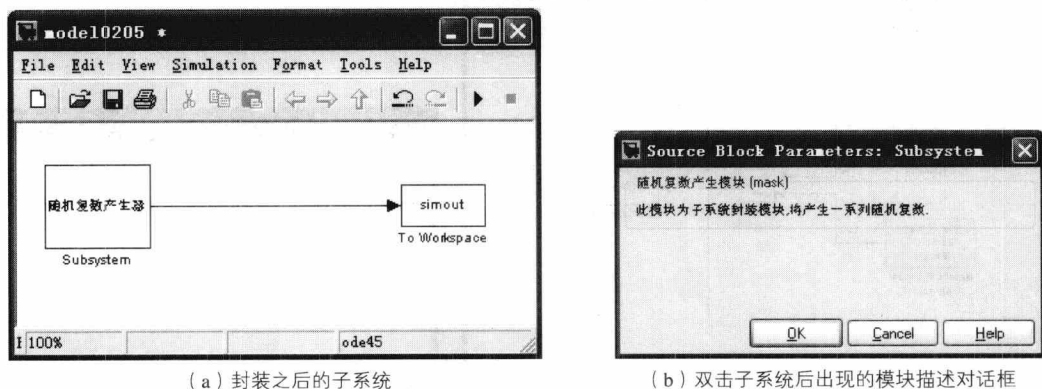 model0205 *
File Edit View Simulation Format Tools Help
随机复数产生器
simout
Subsystem
To Workspace
100%
ode45
(a)封装之后的子系统
Source Block Parameters: Subsystem
随机复数产生模块 (mask)
此模块为子系统封装模块,将产生一系列随机复数.
OK
Cancel
Help
(b)双击子系统后出现的模块描述对话框